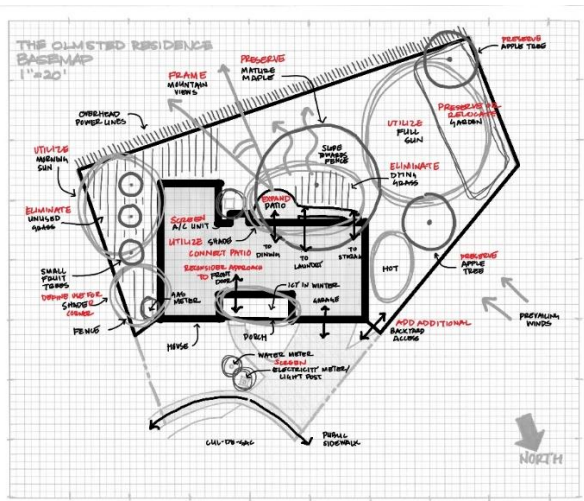 THE OLMSTED RESIDENCE
BASEMAP
1"=20'
PRESERVE
MATURE
MAPLE
PRESERVE
APPLE TREE
FRAME
MOUNTAIN
VIEWS
OVERHEAD
POWER LINES
UTILIZE
FULL
SUN
PRESERVE OR
RELOCATE
GARDEN
UTILIZE
MORNING
SUN
SLOPE
TOWARDS
FENCE
ELIMINATE
DYING
GRASS
ELIMINATE
UNUSED
GRASS
EXPAND
PATIO
SCREEN
A/C UNIT
UTILIZE SHADE
CONNECT PATIO
TO
DINING
TO
LAUNDRY
TO
STORAGE
RECONSIDER APPROACH
TO FRONT
DOOR
ICY IN WINTER
GARAGE
HOT
PRESERVE
APPLE
TREE
SMALL
FRUIT
TREES
DEFINE USE FOR
SHADED
CORNER
GAS
METER
FENCE
HOUSE
PORCH
ADD ADDITIONAL
BACKYARD
ACCESS
PREVAILING
WINDS
WATER METER
SCREEN
ELECTRICITY METER/
LIGHT POST
CUL-DE-SAC
PUBLIC
SIDEWALK
NORTH